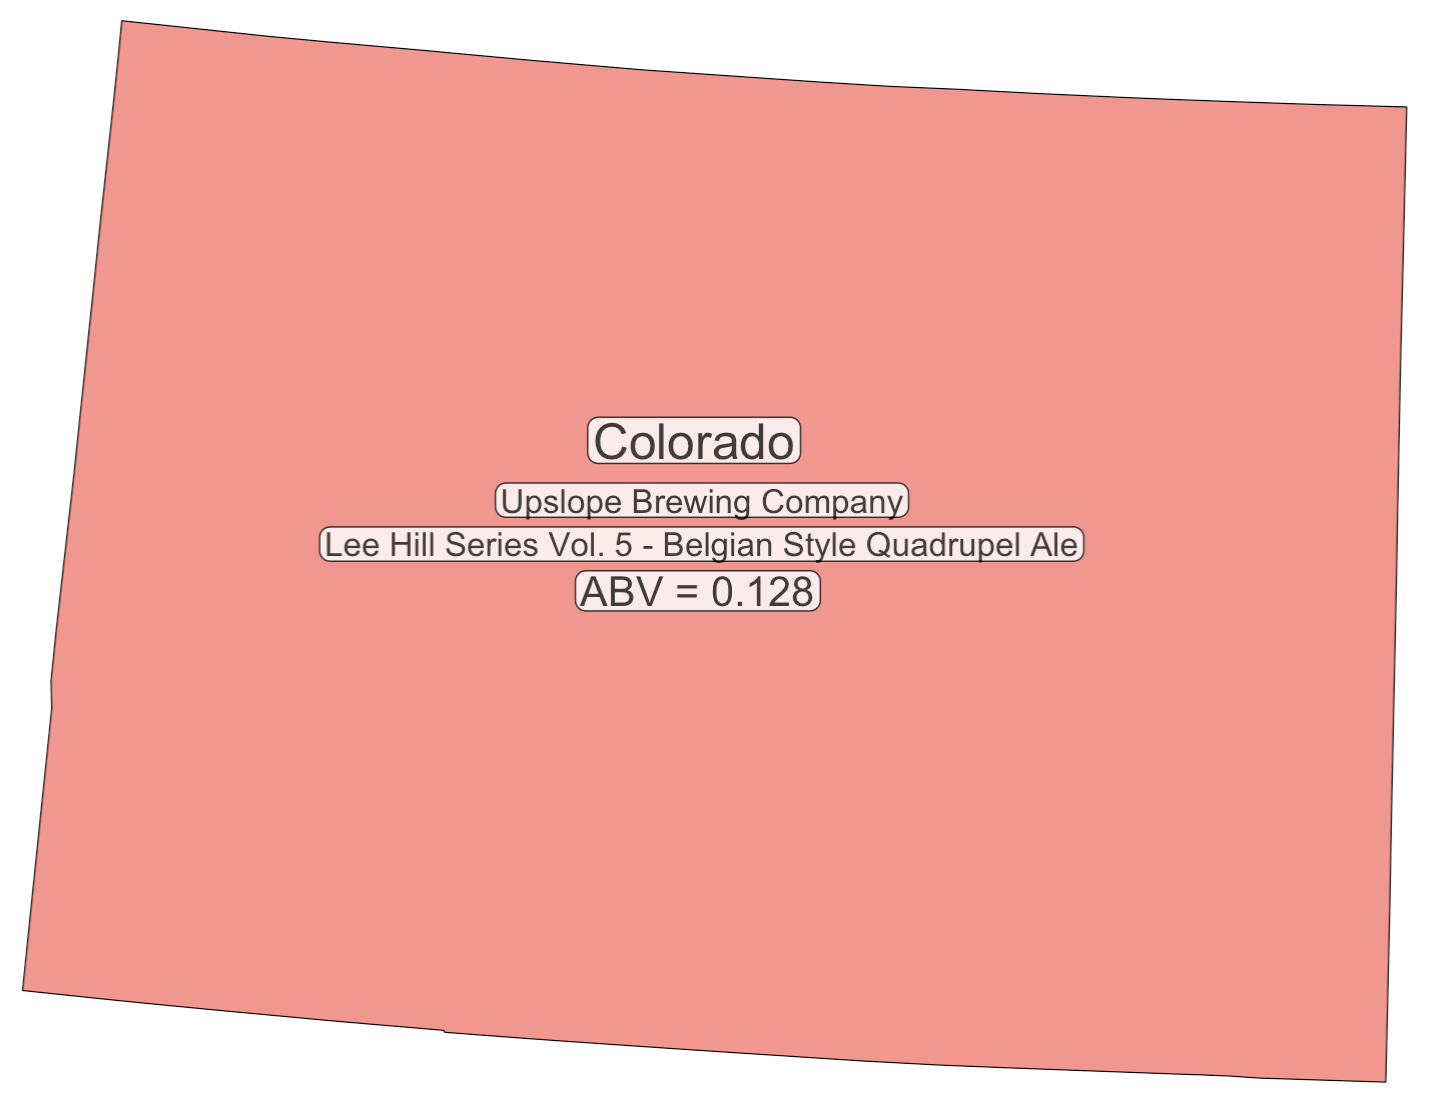 Colorado
Upslope Brewing Company
Lee Hill Series Vol. 5 - Belgian Style Quadrupel Ale
ABV = 0.128